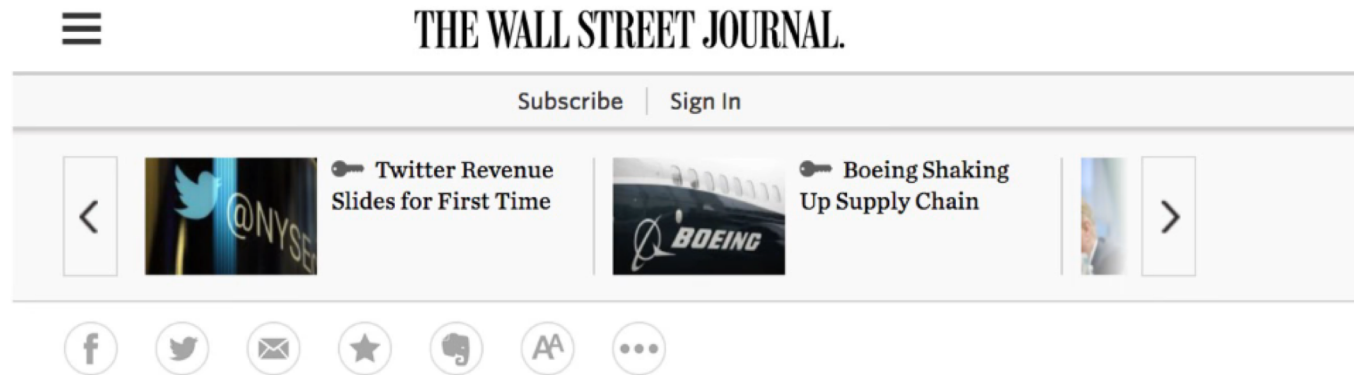 THE WALL STREET JOURNAL.
Subscribe
Sign In
@NYSE
Twitter Revenue
Slides for First Time
BOEING
Boeing Shaking
Up Supply Chain
f
AA